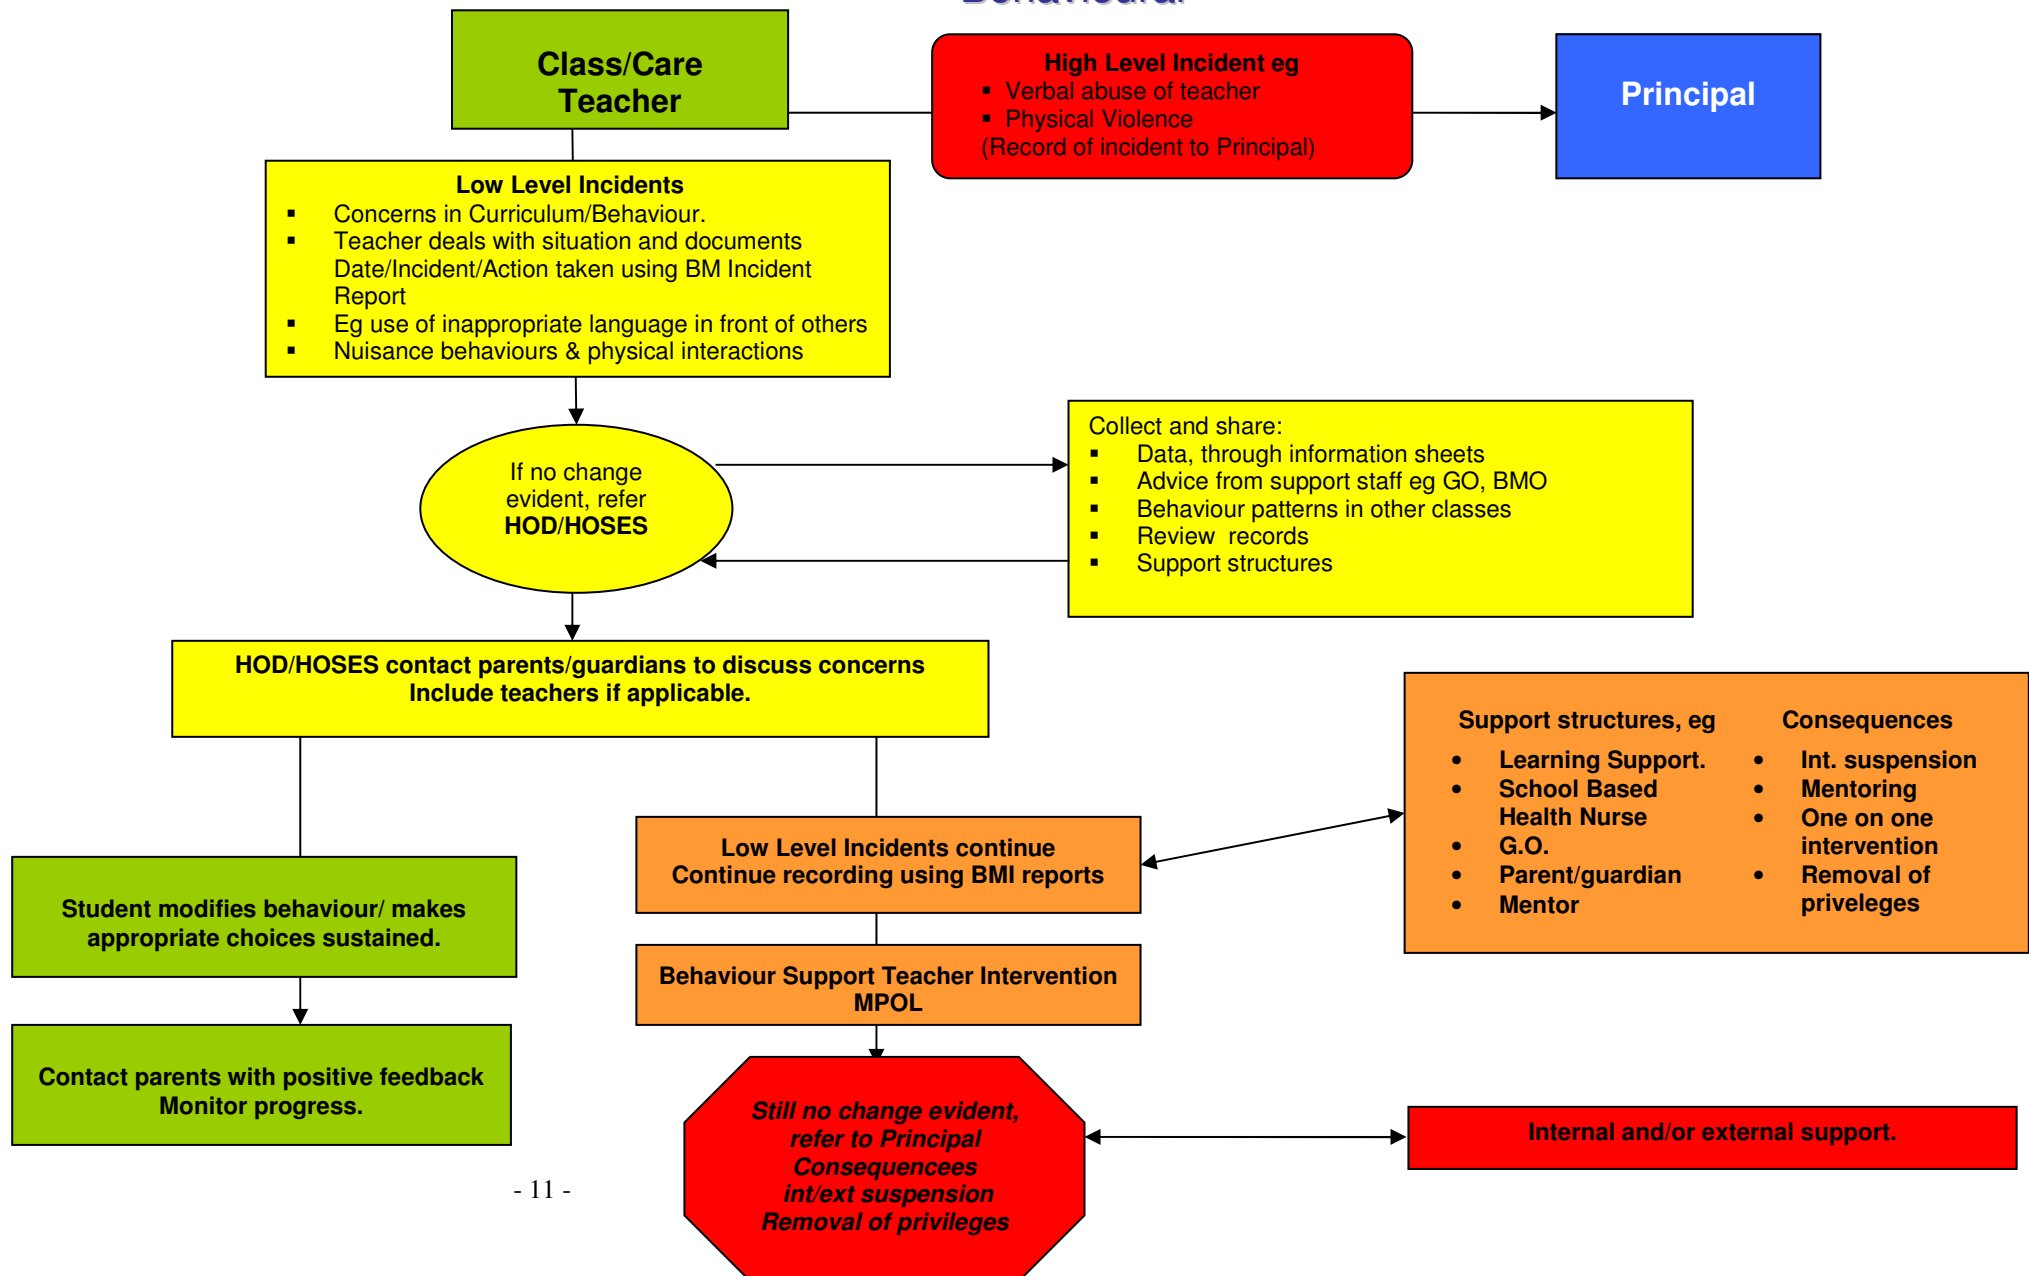 Behavioural
Class/Care
Teacher
High Level Incident eg
▪ Verbal abuse of teacher
▪ Physical Violence
(Record of incident to Principal)
Principal
Low Level Incidents
▪ Concerns in Curriculum/Behaviour.
▪ Teacher deals with situation and documents
Date/Incident/Action taken using BM Incident
Report
▪ Eg use of inappropriate language in front of others
▪ Nuisance behaviours & physical interactions
If no change
evident, refer
HOD/HOSES
Collect and share:
▪ Data, through information sheets
▪ Advice from support staff eg GO, BMO
▪ Behaviour patterns in other classes
▪ Review records
▪ Support structures
HOD/HOSES contact parents/guardians to discuss concerns
Include teachers if applicable.
Support structures, eg
• Learning Support.
• School Based
Health Nurse
• G.O.
• Parent/guardian
• Mentor
Consequences
• Int. suspension
• Mentoring
• One on one
intervention
• Removal of
priveleges
Low Level Incidents continue
Continue recording using BMI reports
Student modifies behaviour/ makes
appropriate choices sustained.
Behaviour Support Teacher Intervention
MPOL
Contact parents with positive feedback
Monitor progress.
Still no change evident,
refer to Principal
Consequencees
int/ext suspension
Removal of privileges
Internal and/or external support.
- 11 -